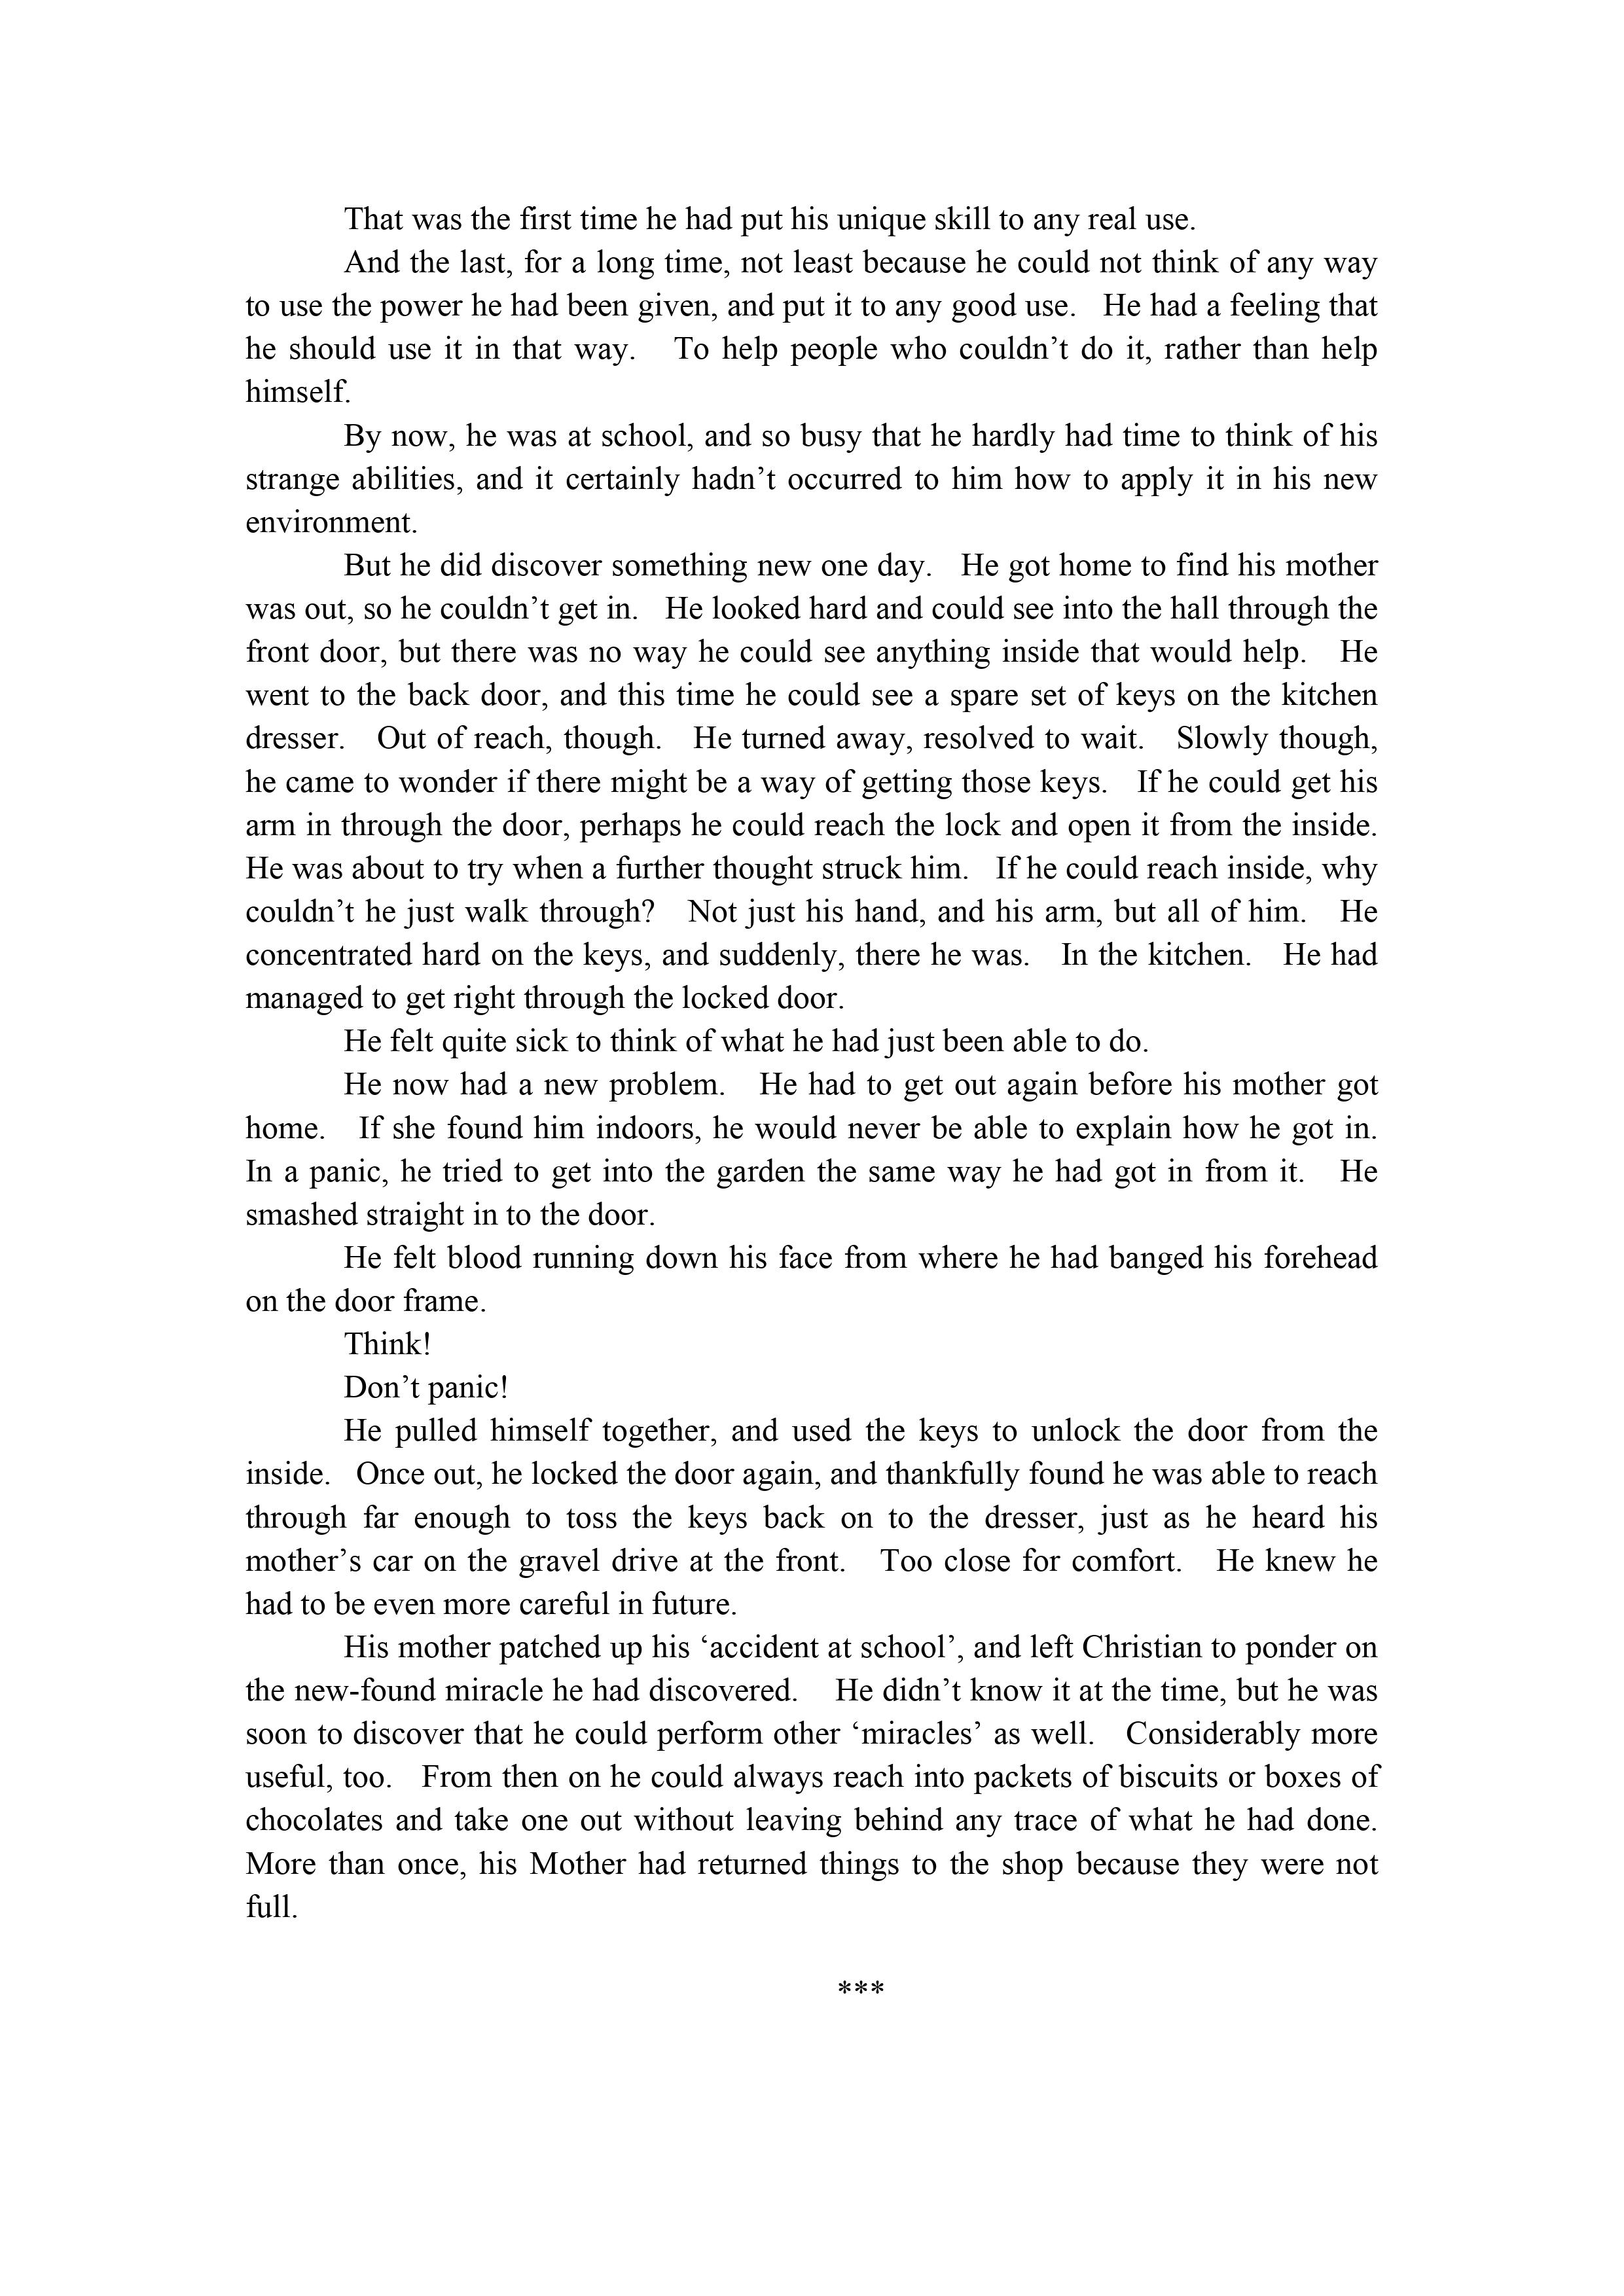 That was the first time he had put his unique skill to any real use.
And the last, for a long time, not least because he could not think of any way
to use the power he had been given, and put it to any good use. He had a feeling that
he should use it in that way. To help people who couldn’t do it, rather than help
himself.
By now, he was at school, and so busy that he hardly had time to think of his
strange abilities, and it certainly hadn’t occurred to him how to apply it in his new
environment.
But he did discover something new one day. He got home to find his mother
was out, so he couldn’t get in. He looked hard and could see into the hall through the
front door, but there was no way he could see anything inside that would help. He
went to the back door, and this time he could see a spare set of keys on the kitchen
dresser. Out of reach, though. He turned away, resolved to wait. Slowly though,
he came to wonder if there might be a way of getting those keys. If he could get his
arm in through the door, perhaps he could reach the lock and open it from the inside.
He was about to try when a further thought struck him. If he could reach inside, why
couldn’t he just walk through? Not just his hand, and his arm, but all of him. He
concentrated hard on the keys, and suddenly, there he was. In the kitchen. He had
managed to get right through the locked door.
He felt quite sick to think of what he had just been able to do.
He now had a new problem. He had to get out again before his mother got
home. If she found him indoors, he would never be able to explain how he got in.
In a panic, he tried to get into the garden the same way he had got in from it. He
smashed straight in to the door.
He felt blood running down his face from where he had banged his forehead
on the door frame.
Think!
Don’t panic!
He pulled himself together, and used the keys to unlock the door from the
inside. Once out, he locked the door again, and thankfully found he was able to reach
through far enough to toss the keys back on to the dresser, just as he heard his
mother’s car on the gravel drive at the front. Too close for comfort. He knew he
had to be even more careful in future.
His mother patched up his ‘accident at school’, and left Christian to ponder on
the new-found miracle he had discovered. He didn’t know it at the time, but he was
soon to discover that he could perform other ‘miracles’ as well. Considerably more
useful, too. From then on he could always reach into packets of biscuits or boxes of
chocolates and take one out without leaving behind any trace of what he had done.
More than once, his Mother had returned things to the shop because they were not
full.
***